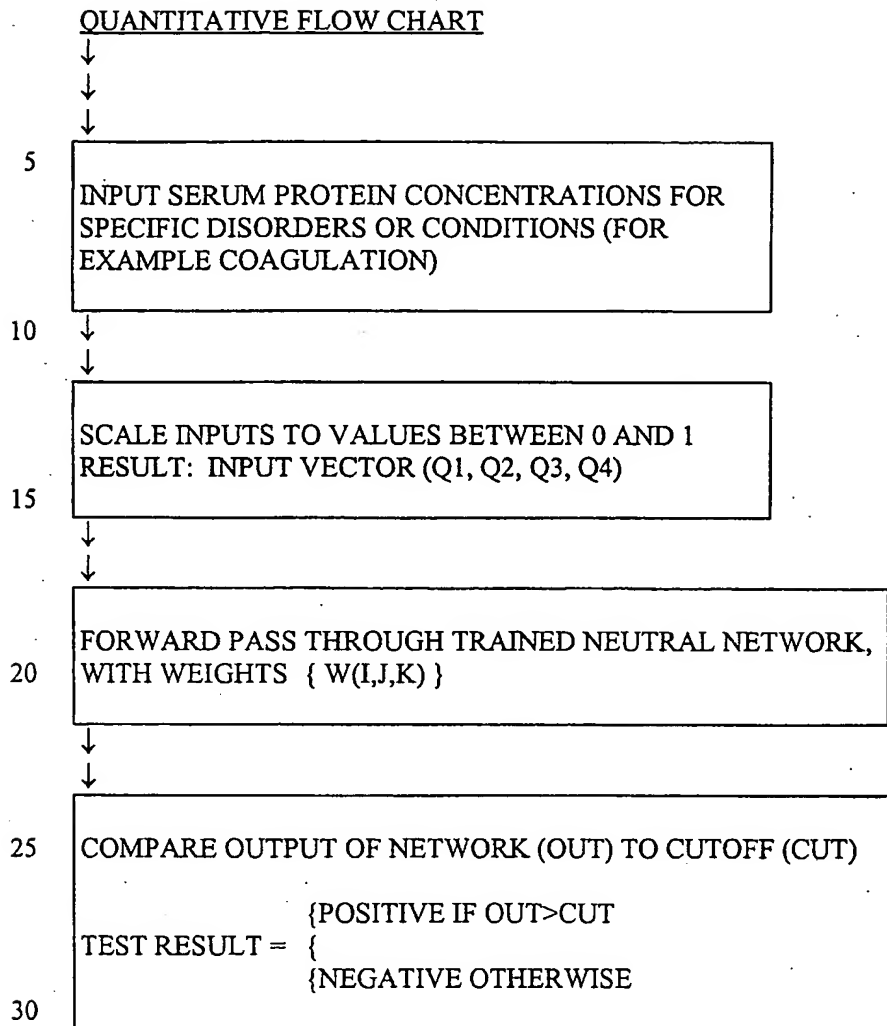 QUANTITATIVE FLOW CHART
↓
↓
↓
5
INPUT SERUM PROTEIN CONCENTRATIONS FOR
SPECIFIC DISORDERS OR CONDITIONS (FOR
EXAMPLE COAGULATION)
10 ↓
↓
SCALE INPUTS TO VALUES BETWEEN 0 AND 1
RESULT: INPUT VECTOR (Q1, Q2, Q3, Q4)
15
↓
↓
FORWARD PASS THROUGH TRAINED NEUTRAL NETWORK,
20 WITH WEIGHTS { W(I,J,K) }
↓
↓
25 COMPARE OUTPUT OF NETWORK (OUT) TO CUTOFF (CUT)
{POSITIVE IF OUT>CUT
TEST RESULT = {
{NEGATIVE OTHERWISE
30